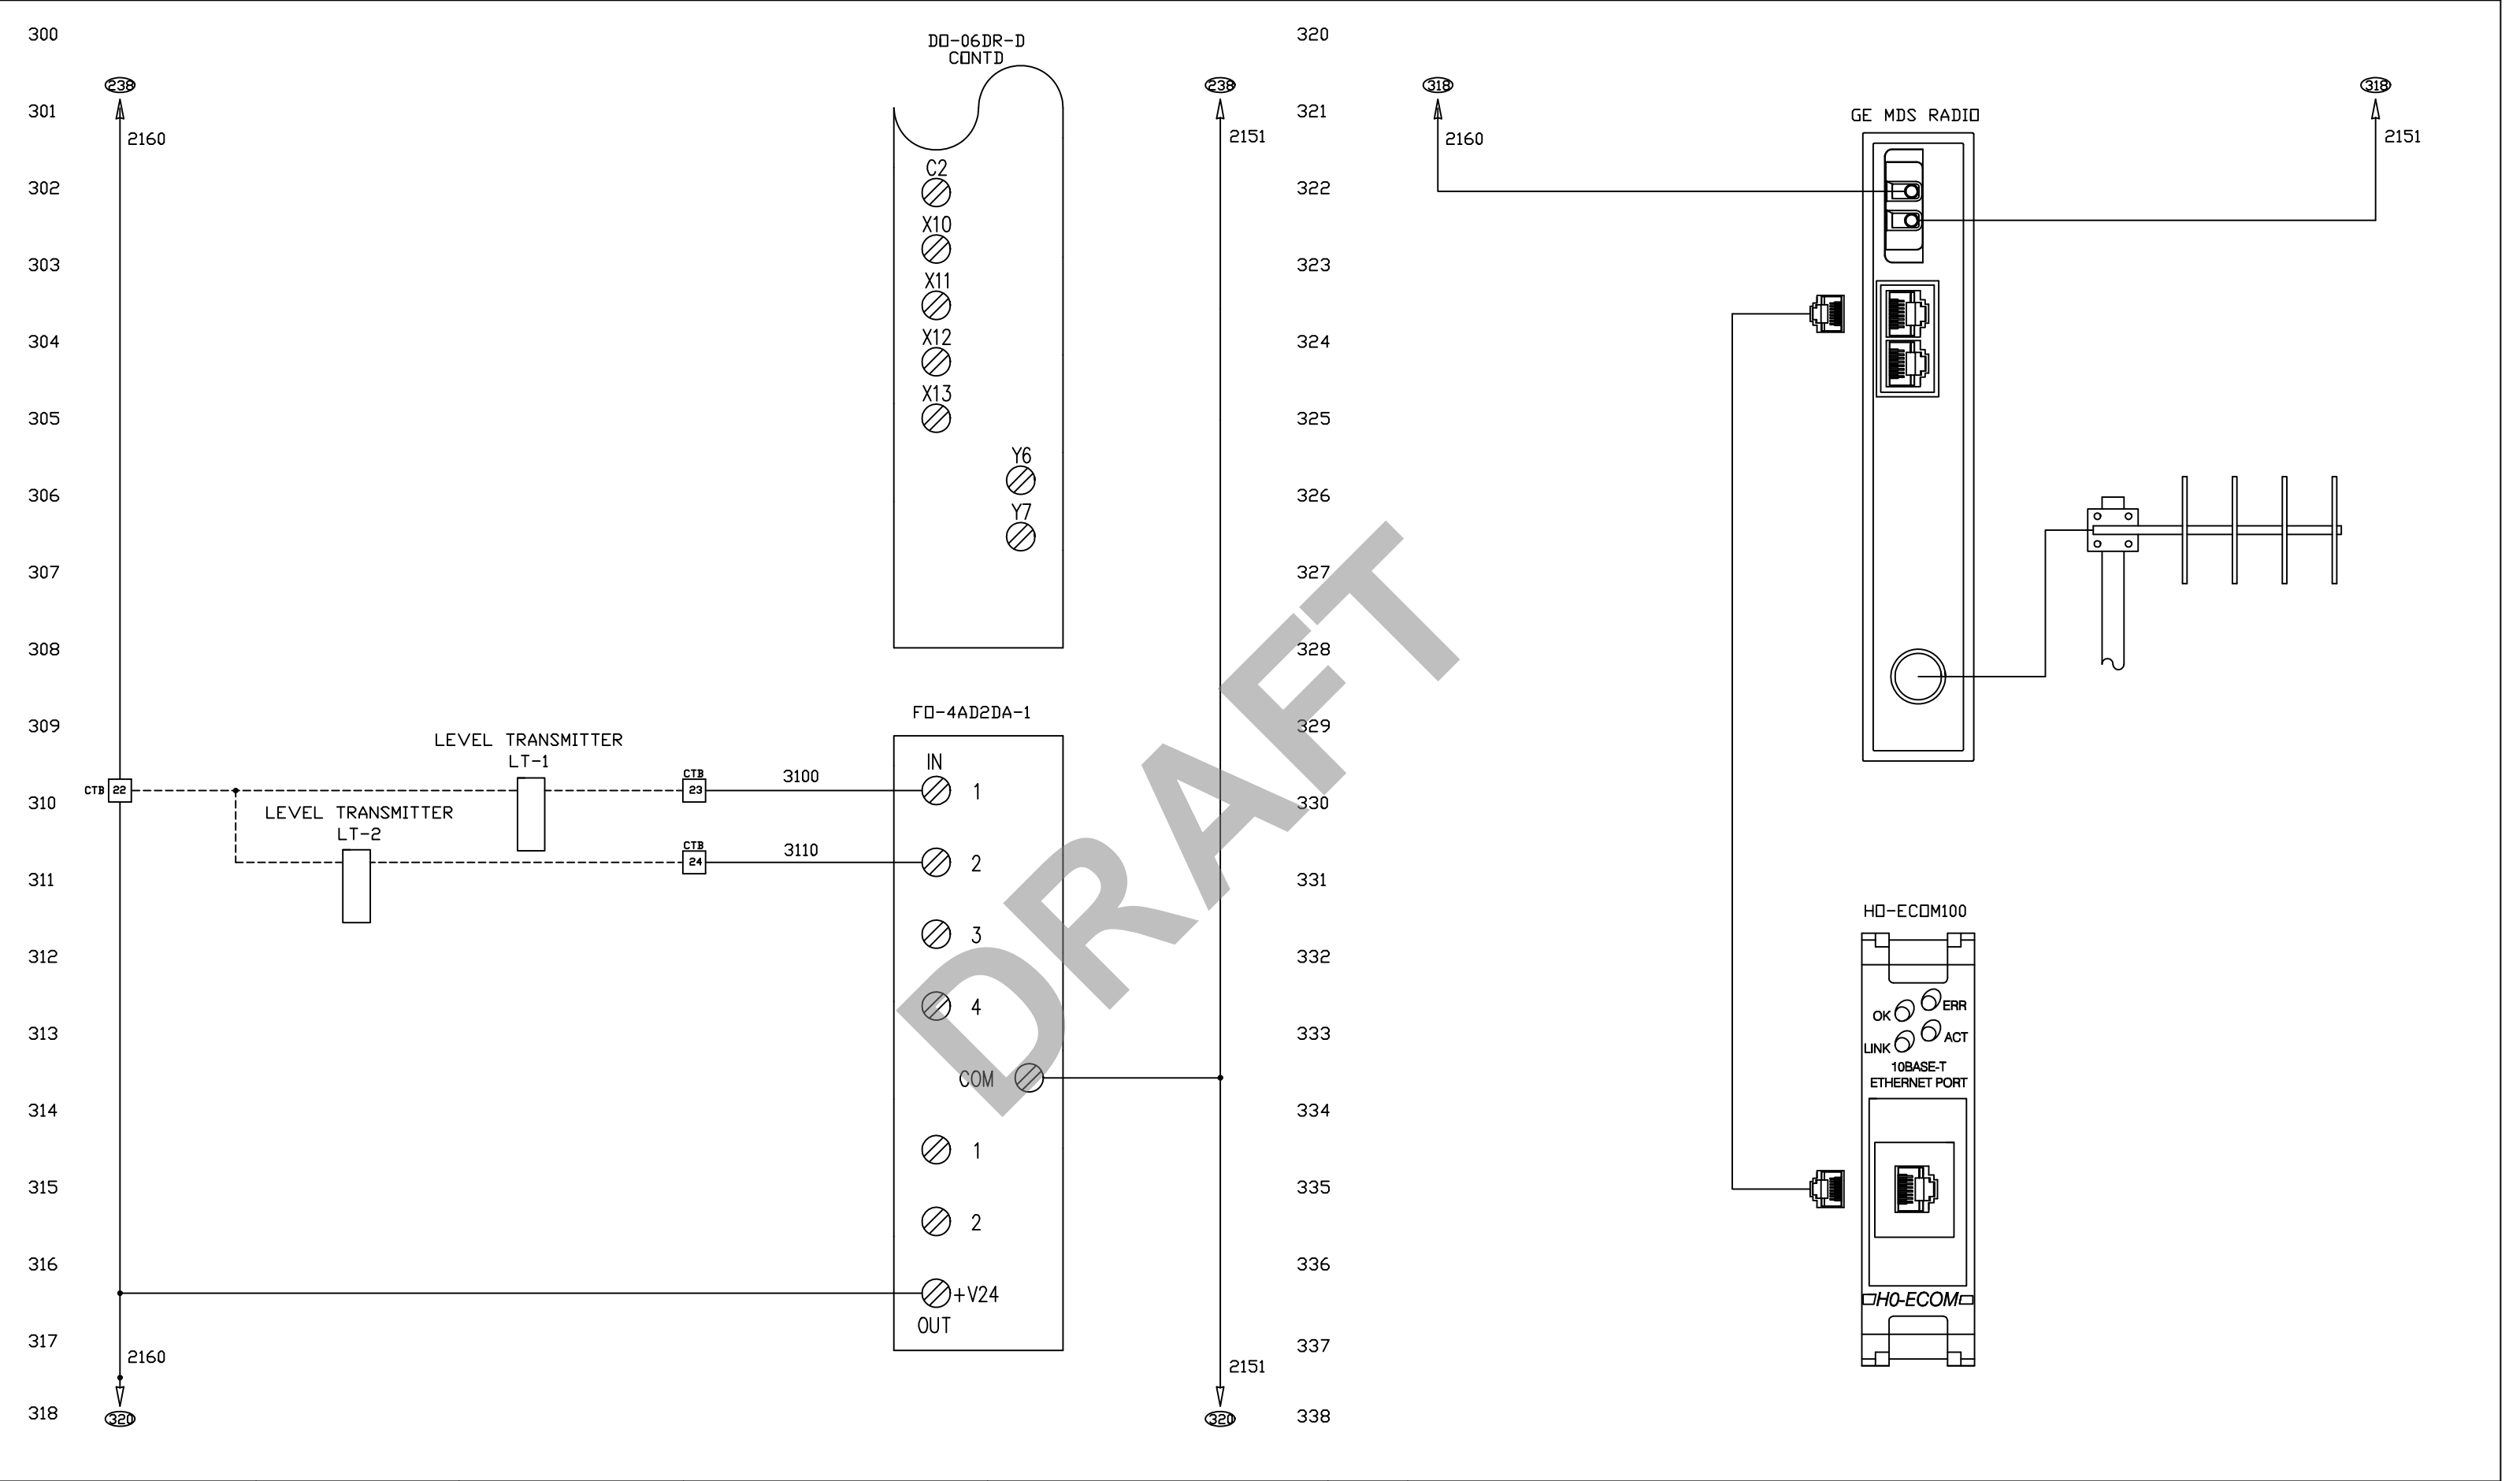 300
DO-06DR-D
CONTD
238
238
301
2160
2151
C2
302
X10
303
X11
304
X12
X13
305
Y6
306
Y7
307
308
FO-4AD2DA-1
309
LEVEL TRANSMITTER
LT-1
IN
CTB
3100
CTB 22
23
1
310
LEVEL TRANSMITTER
LT-2
CTB
3110
24
2
311
3
312
4
313
COM
314
1
315
2
316
+V24
OUT
317
2160
2151
318
320
320
DRAFT
320
318
318
321
GE MDS RADIO
2160
2151
322
323
324
325
326
327
328
329
330
331
HO-ECOM100
332
ERR
OK
333
ACT
LINK
10BASE-T
ETHERNET PORT
334
335
336
H0-ECOM
337
338